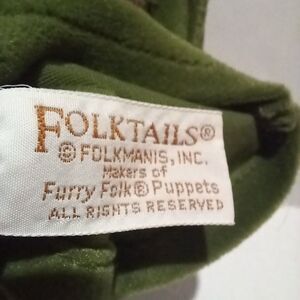 FOLKTAILS®
© FOLKMANIS, INC.
Makers of
Furry Folk® Puppets
ALL RIGHTS RESERVED